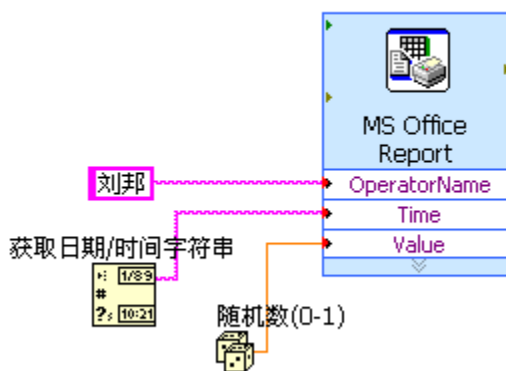 MS Office
Report
刘邦
OperatorName
Time
获取日期/时间字符串
Value
1/89
#
?s 10:21
随机数(0-1)